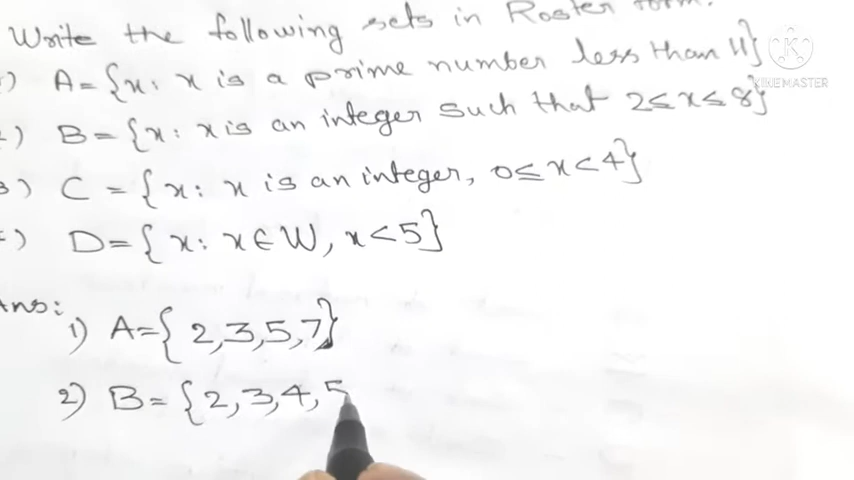 Write the following sets in Roster form.
) A={x: x is a prime number less than 11}
KINEMASTER
2) B={x: x is an integer such that 2≤x≤8}
3) C={x: x is an integer, 0≤x<4}
) D={x: x∈W, x<5}
Ans:
1) A={2,3,5,7}
2) B={2,3,4,5